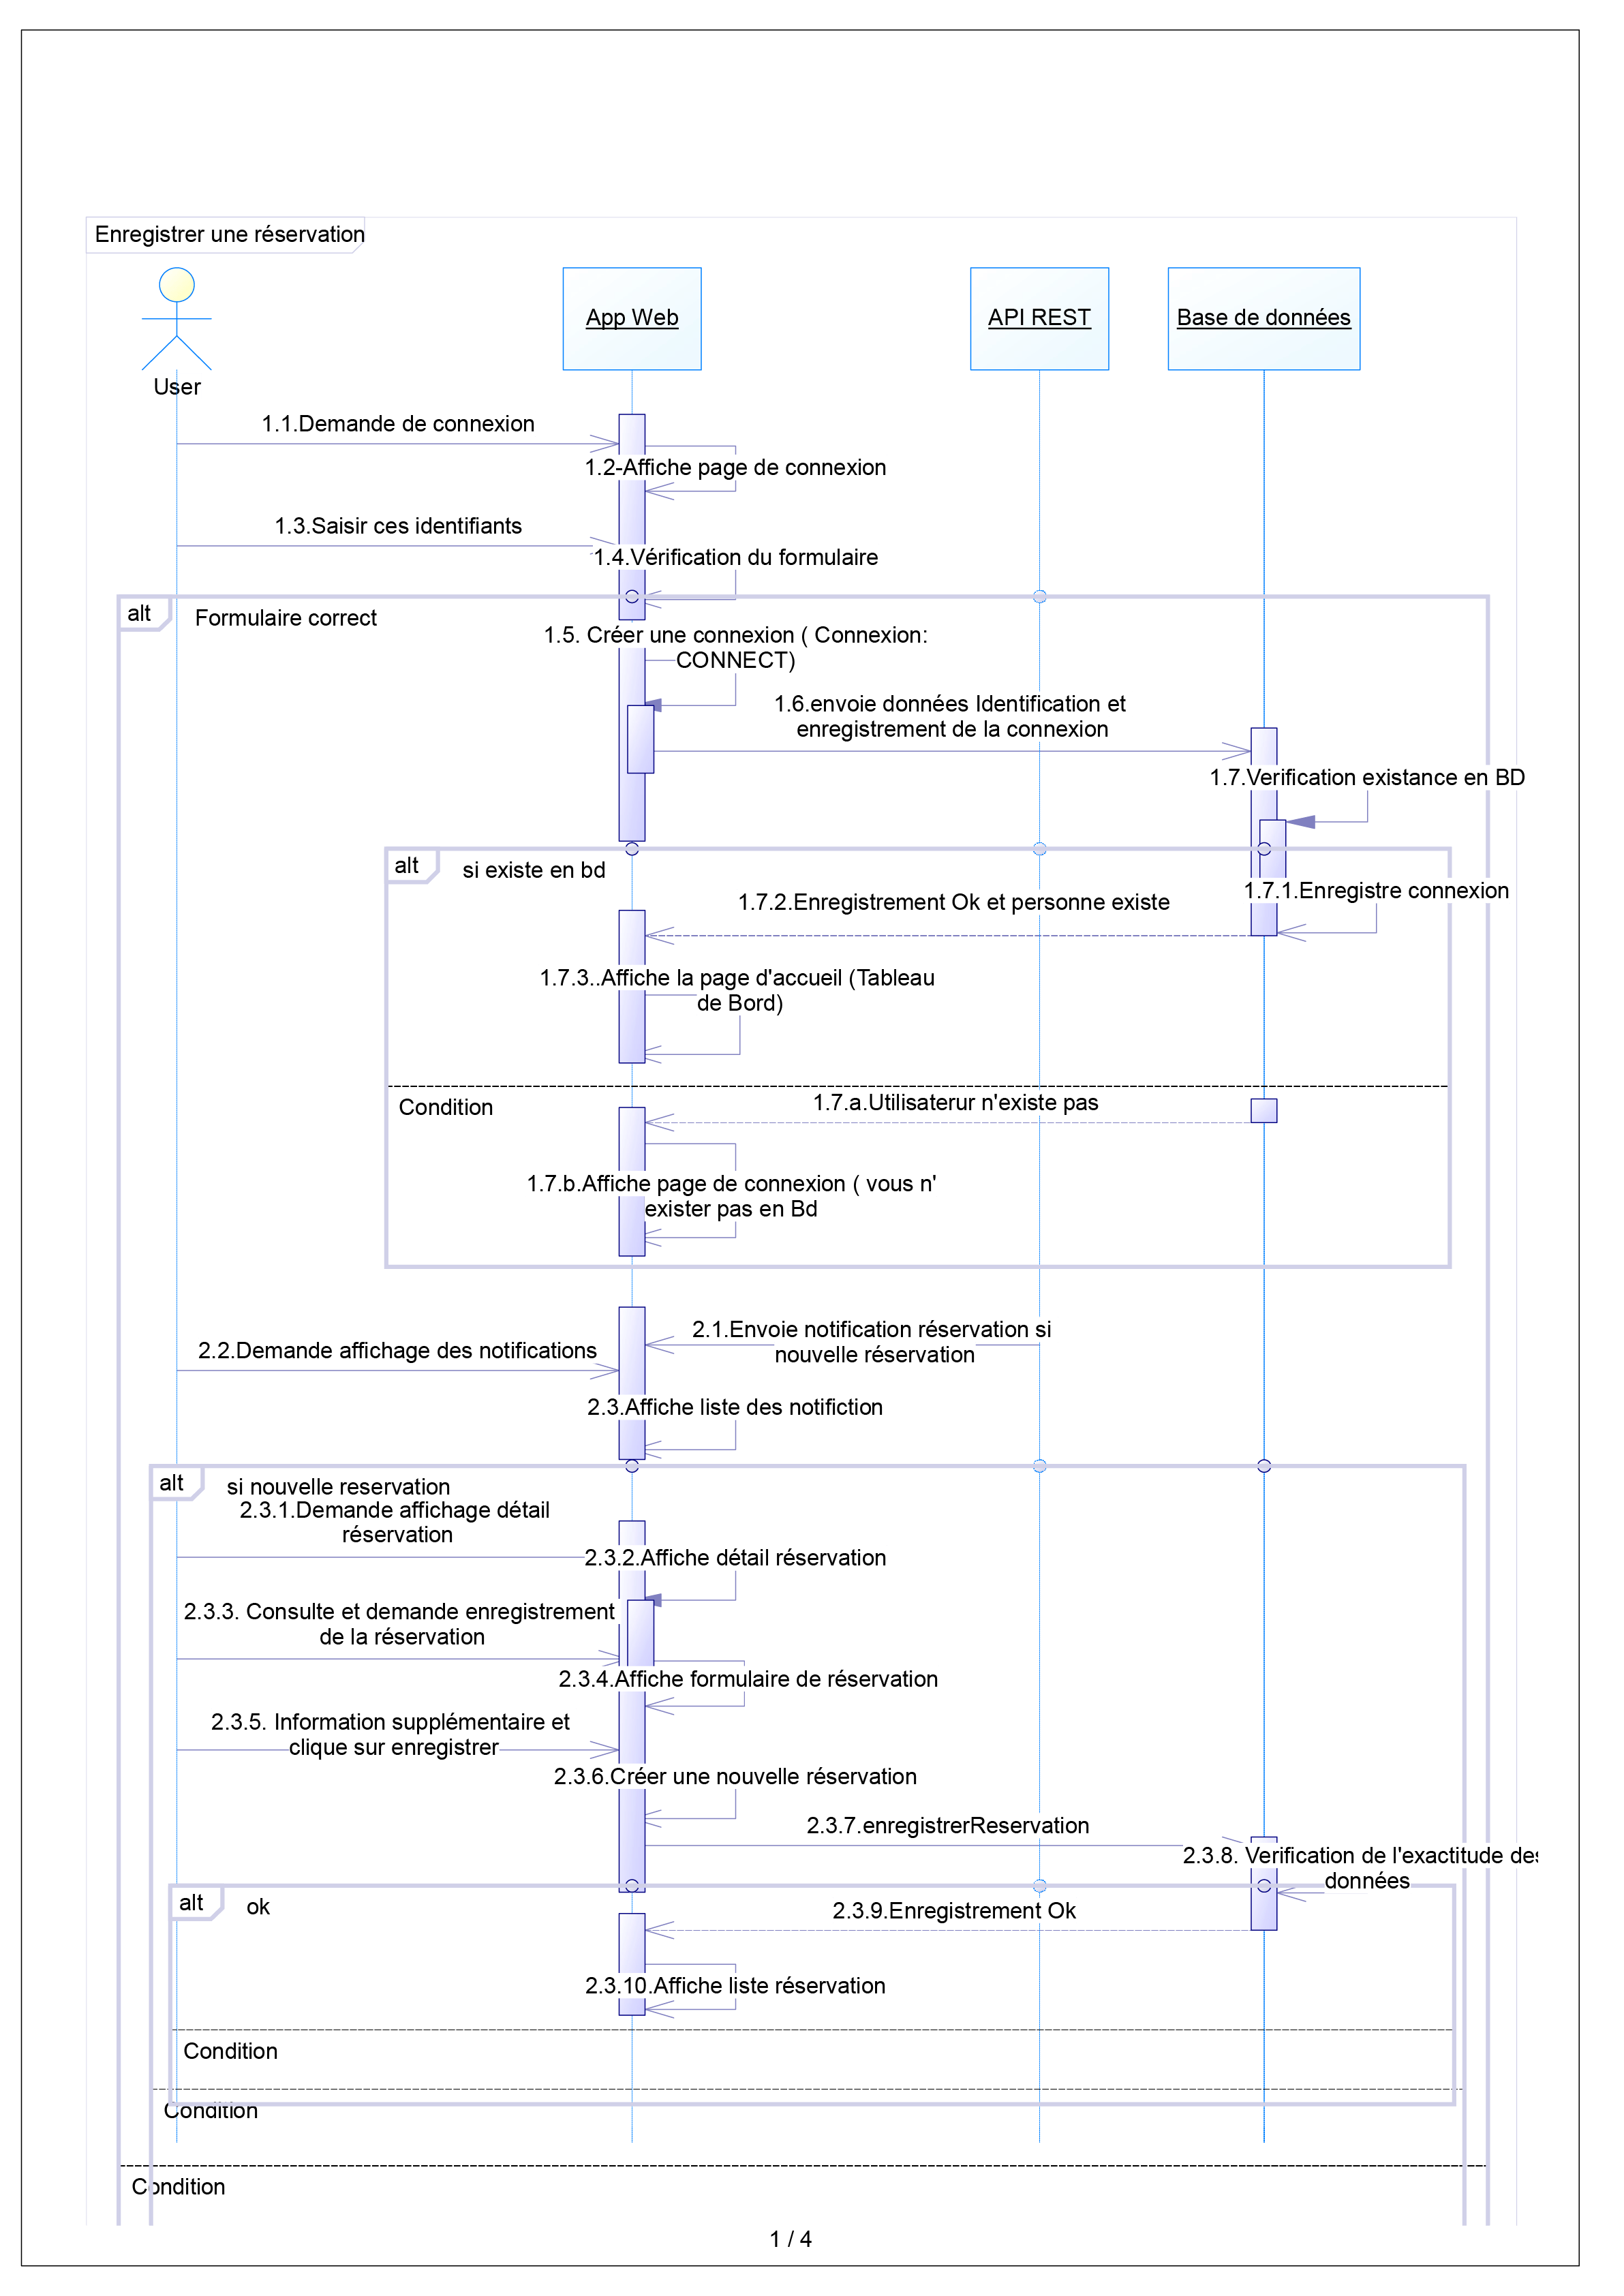 Enregistrer une réservation
User
App Web
API REST
Base de données
1.1.Demande de connexion
1.2-Affiche page de connexion
1.3.Saisir ces identifiants
1.4.Vérification du formulaire
alt
Formulaire correct
1.5. Créer une connexion ( Connexion:
CONNECT)
1.6.envoie données Identification et
enregistrement de la connexion
1.7.Verification existance en BD
alt
si existe en bd
1.7.1.Enregistre connexion
1.7.2.Enregistrement Ok et personne existe
1.7.3..Affiche la page d'accueil (Tableau
de Bord)
Condition
1.7.a.Utilisaterur n'existe pas
1.7.b.Affiche page de connexion ( vous n'
exister pas en Bd
2.1.Envoie notification réservation si
nouvelle réservation
2.2.Demande affichage des notifications
2.3.Affiche liste des notifiction
alt
si nouvelle reservation
2.3.1.Demande affichage détail
réservation
2.3.2.Affiche détail réservation
2.3.3. Consulte et demande enregistrement
de la réservation
2.3.4.Affiche formulaire de réservation
2.3.5. Information supplémentaire et
clique sur enregistrer
2.3.6.Créer une nouvelle réservation
2.3.7.enregistrerReservation
2.3.8. Verification de l'exactitude des
données
alt
ok
2.3.9.Enregistrement Ok
2.3.10.Affiche liste réservation
Condition
Condition
Condition
1 / 4